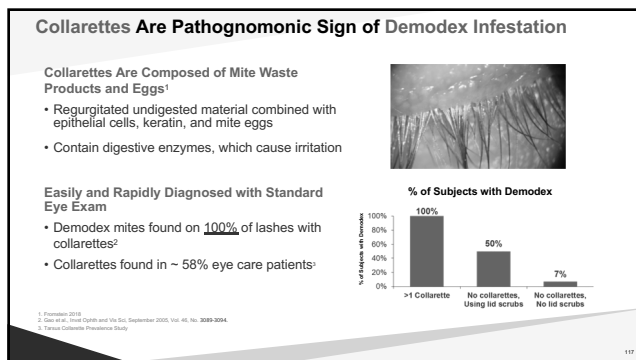 Collarettes Are Pathognomonic Sign of Demodex Infestation
Collarettes Are Composed of Mite Waste
Products and Eggs¹
• Regurgitated undigested material combined with
epithelial cells, keratin, and mite eggs
• Contain digestive enzymes, which cause irritation
Easily and Rapidly Diagnosed with Standard
Eye Exam
• Demodex mites found on 100% of lashes with
collarettes²
• Collarettes found in ~ 58% eye care patients³
% of Subjects with Demodex
% of Subjects with Demodex
100%
80%
60%
40%
20%
0%
100%
50%
7%
>1 Collarette
No collarettes,
Using lid scrubs
No collarettes,
No lid scrubs
1. Fromstein 2018
2. Gao et al., Invest Ophth and Vis Sci, September 2005, Vol. 46, No. 3089-3094.
3. Tarsus Collarette Prevalence Study
117